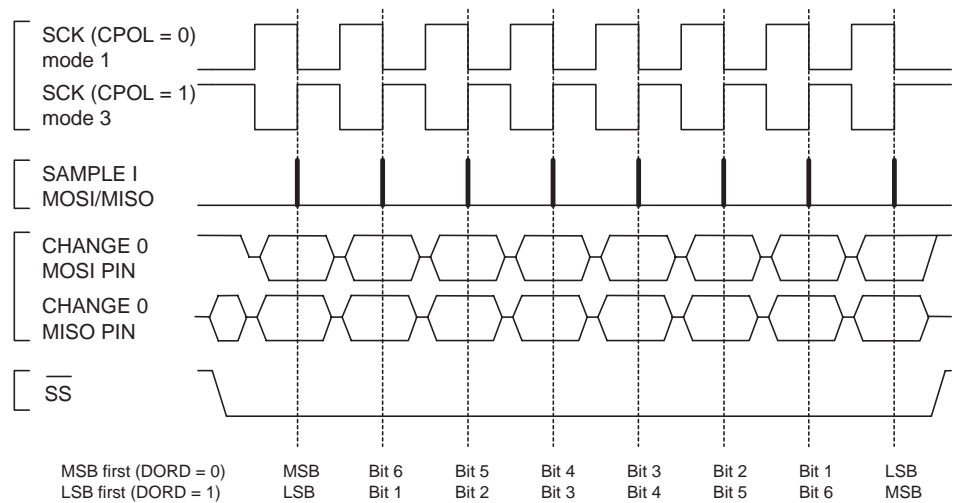 SCK (CPOL = 0)
mode 1
SCK (CPOL = 1)
mode 3
SAMPLE I
MOSI/MISO
CHANGE 0
MOSI PIN
CHANGE 0
MISO PIN
SS
MSB first (DORD = 0) MSB Bit 6 Bit 5 Bit 4 Bit 3 Bit 2 Bit 1 LSB
LSB first (DORD = 1) LSB Bit 1 Bit 2 Bit 3 Bit 4 Bit 5 Bit 6 MSB